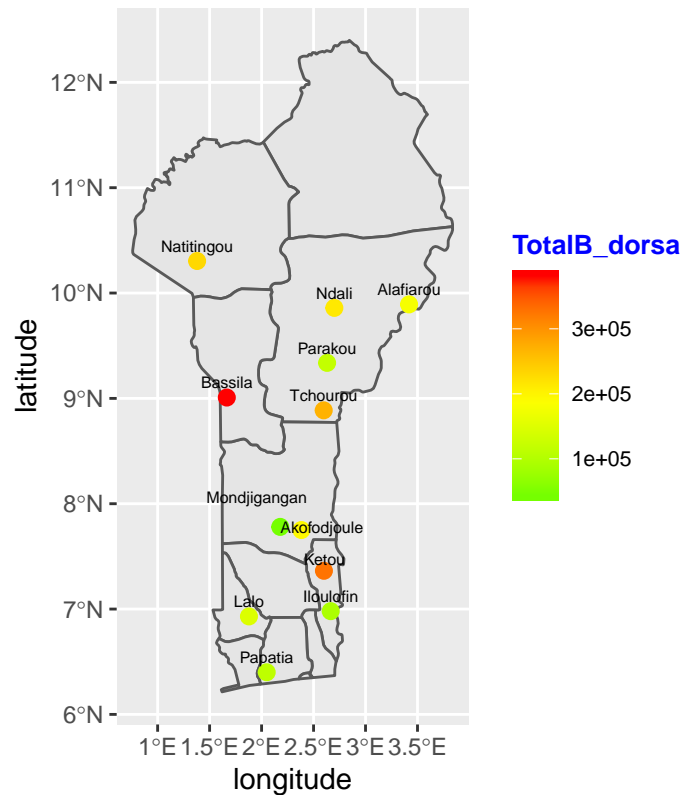 12°N
11°N
10°N
9°N
8°N
7°N
6°N
latitude
Natitingou
Ndali
Alafiarou
Parakou
Bassila
Tchourou
Mondjigangan
Akofodjoule
Ketou
Iloulofin
Lalo
Papatia
1°E 1.5°E 2°E 2.5°E 3°E 3.5°E
longitude
TotalB_dorsa
3e+05
2e+05
1e+05